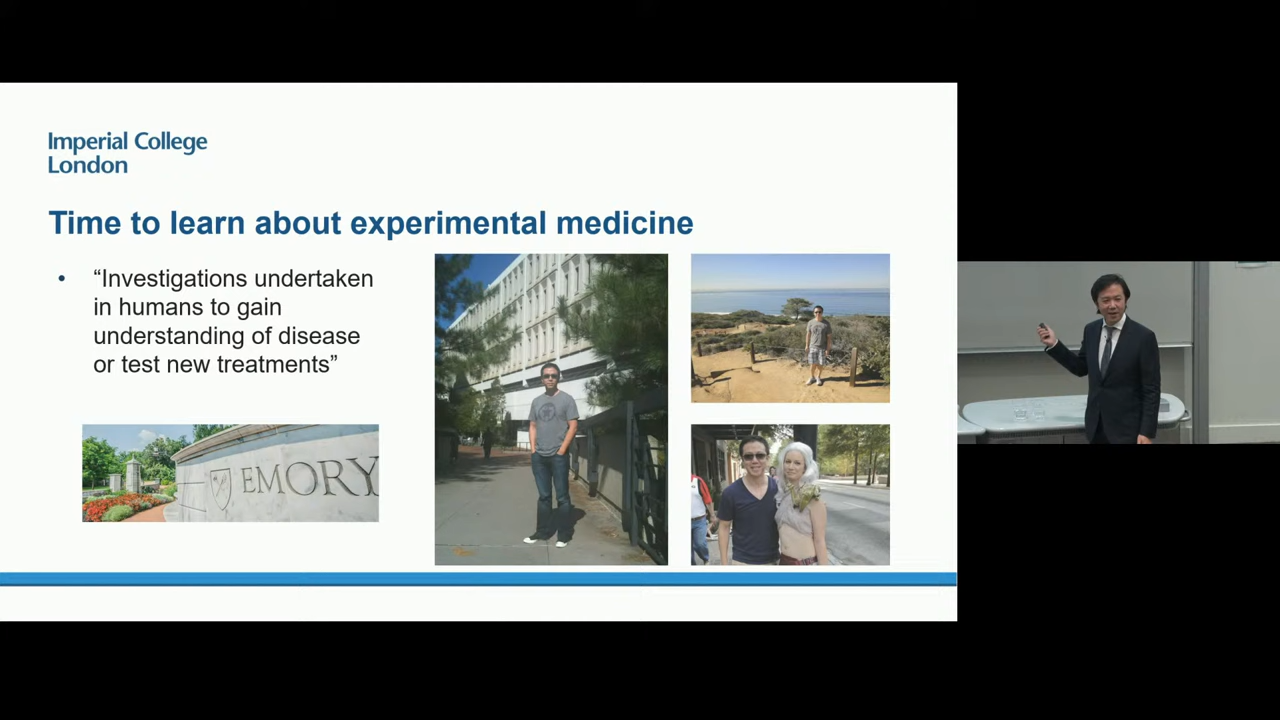 Imperial College
London
Time to learn about experimental medicine
• “Investigations undertaken
in humans to gain
understanding of disease
or test new treatments”
EMORY